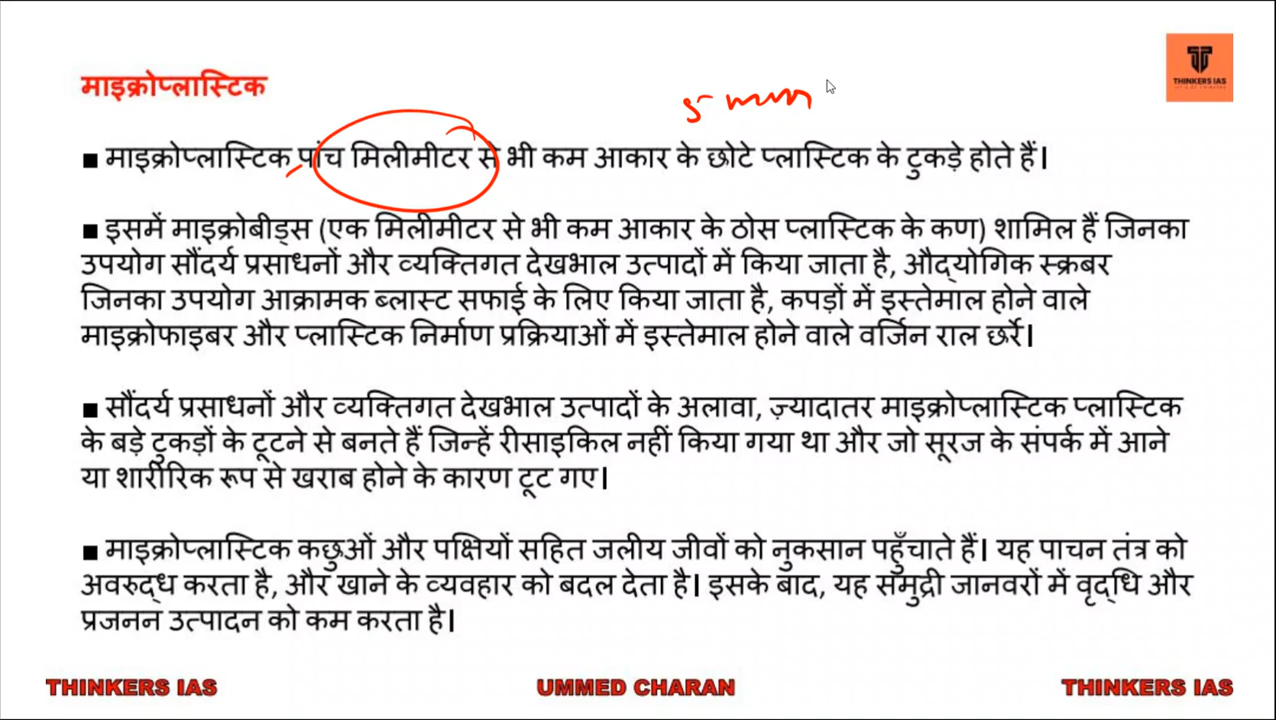 माइक्रोप्लास्टिक
THINKERS IAS
5 mm
■ माइक्रोप्लास्टिक पांच मिलीमीटर से भी कम आकार के छोटे प्लास्टिक के टुकड़े होते हैं।
■ इसमें माइक्रोबीड्स (एक मिलीमीटर से भी कम आकार के ठोस प्लास्टिक के कण) शामिल हैं जिनका
उपयोग सौंदर्य प्रसाधनों और व्यक्तिगत देखभाल उत्पादों में किया जाता है, औद्योगिक स्क्रबर
जिनका उपयोग आक्रामक ब्लास्ट सफाई के लिए किया जाता है, कपड़ों में इस्तेमाल होने वाले
माइक्रोफाइबर और प्लास्टिक निर्माण प्रक्रियाओं में इस्तेमाल होने वाले वर्जिन राल छर्रे।
■ सौंदर्य प्रसाधनों और व्यक्तिगत देखभाल उत्पादों के अलावा, ज़्यादातर माइक्रोप्लास्टिक प्लास्टिक
के बड़े टुकड़ों के टूटने से बनते हैं जिन्हें रीसाइकिल नहीं किया गया था और जो सूरज के संपर्क में आने
या शारीरिक रूप से खराब होने के कारण टूट गए।
■ माइक्रोप्लास्टिक कछुओं और पक्षियों सहित जलीय जीवों को नुकसान पहुँचाते हैं। यह पाचन तंत्र को
अवरुद्ध करता है, और खाने के व्यवहार को बदल देता है। इसके बाद, यह समुद्री जानवरों में वृद्धि और
प्रजनन उत्पादन को कम करता है।
THINKERS IAS
UMMED CHARAN
THINKERS IAS